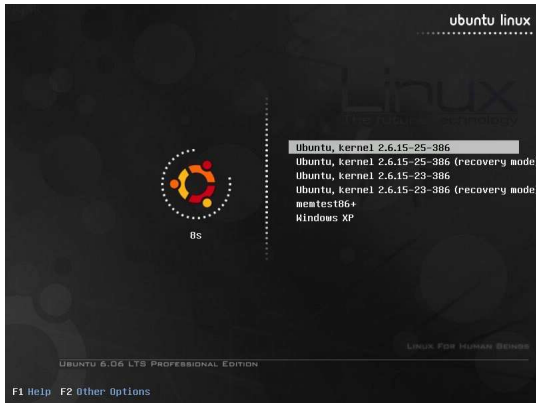 ubuntu linux
Linux
Ubuntu, kernel 2.6.15-25-386
Ubuntu, kernel 2.6.15-25-386 (recovery mode
Ubuntu, kernel 2.6.15-23-386
Ubuntu, kernel 2.6.15-23-386 (recovery mode
memtest86+
Windows XP
8s
LINUX FOR HUMAN BEINGS
UBUNTU 6.06 LTS PROFESSIONAL EDITION
F1 Help F2 Other Options